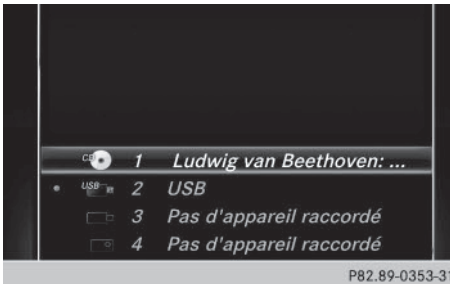 CD 1 Ludwig van Beethoven: ...
USB 2 USB
3 Pas d'appareil raccordé
4 Pas d'appareil raccordé
P82.89-0353-31